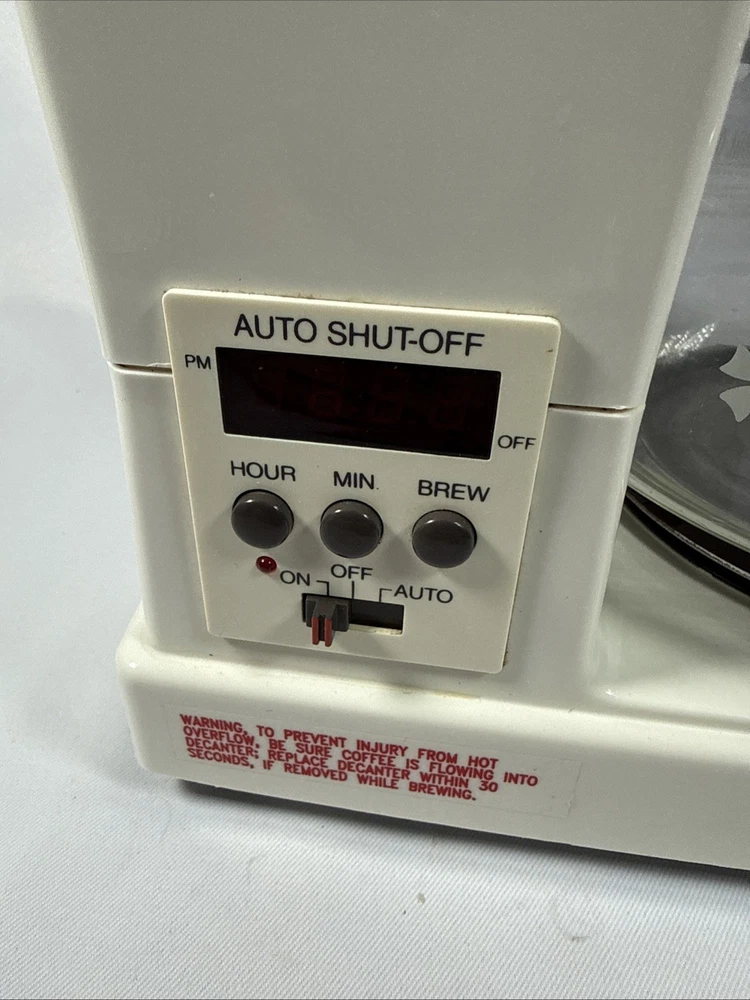 AUTO SHUT-OFF
PM
OFF
HOUR MIN. BREW
ON OFF AUTO
WARNING, TO PREVENT INJURY FROM HOT
OVERFLOW, BE SURE COFFEE IS FLOWING INTO
DECANTER; REPLACE DECANTER WITHIN 30
SECONDS, IF REMOVED WHILE BREWING.